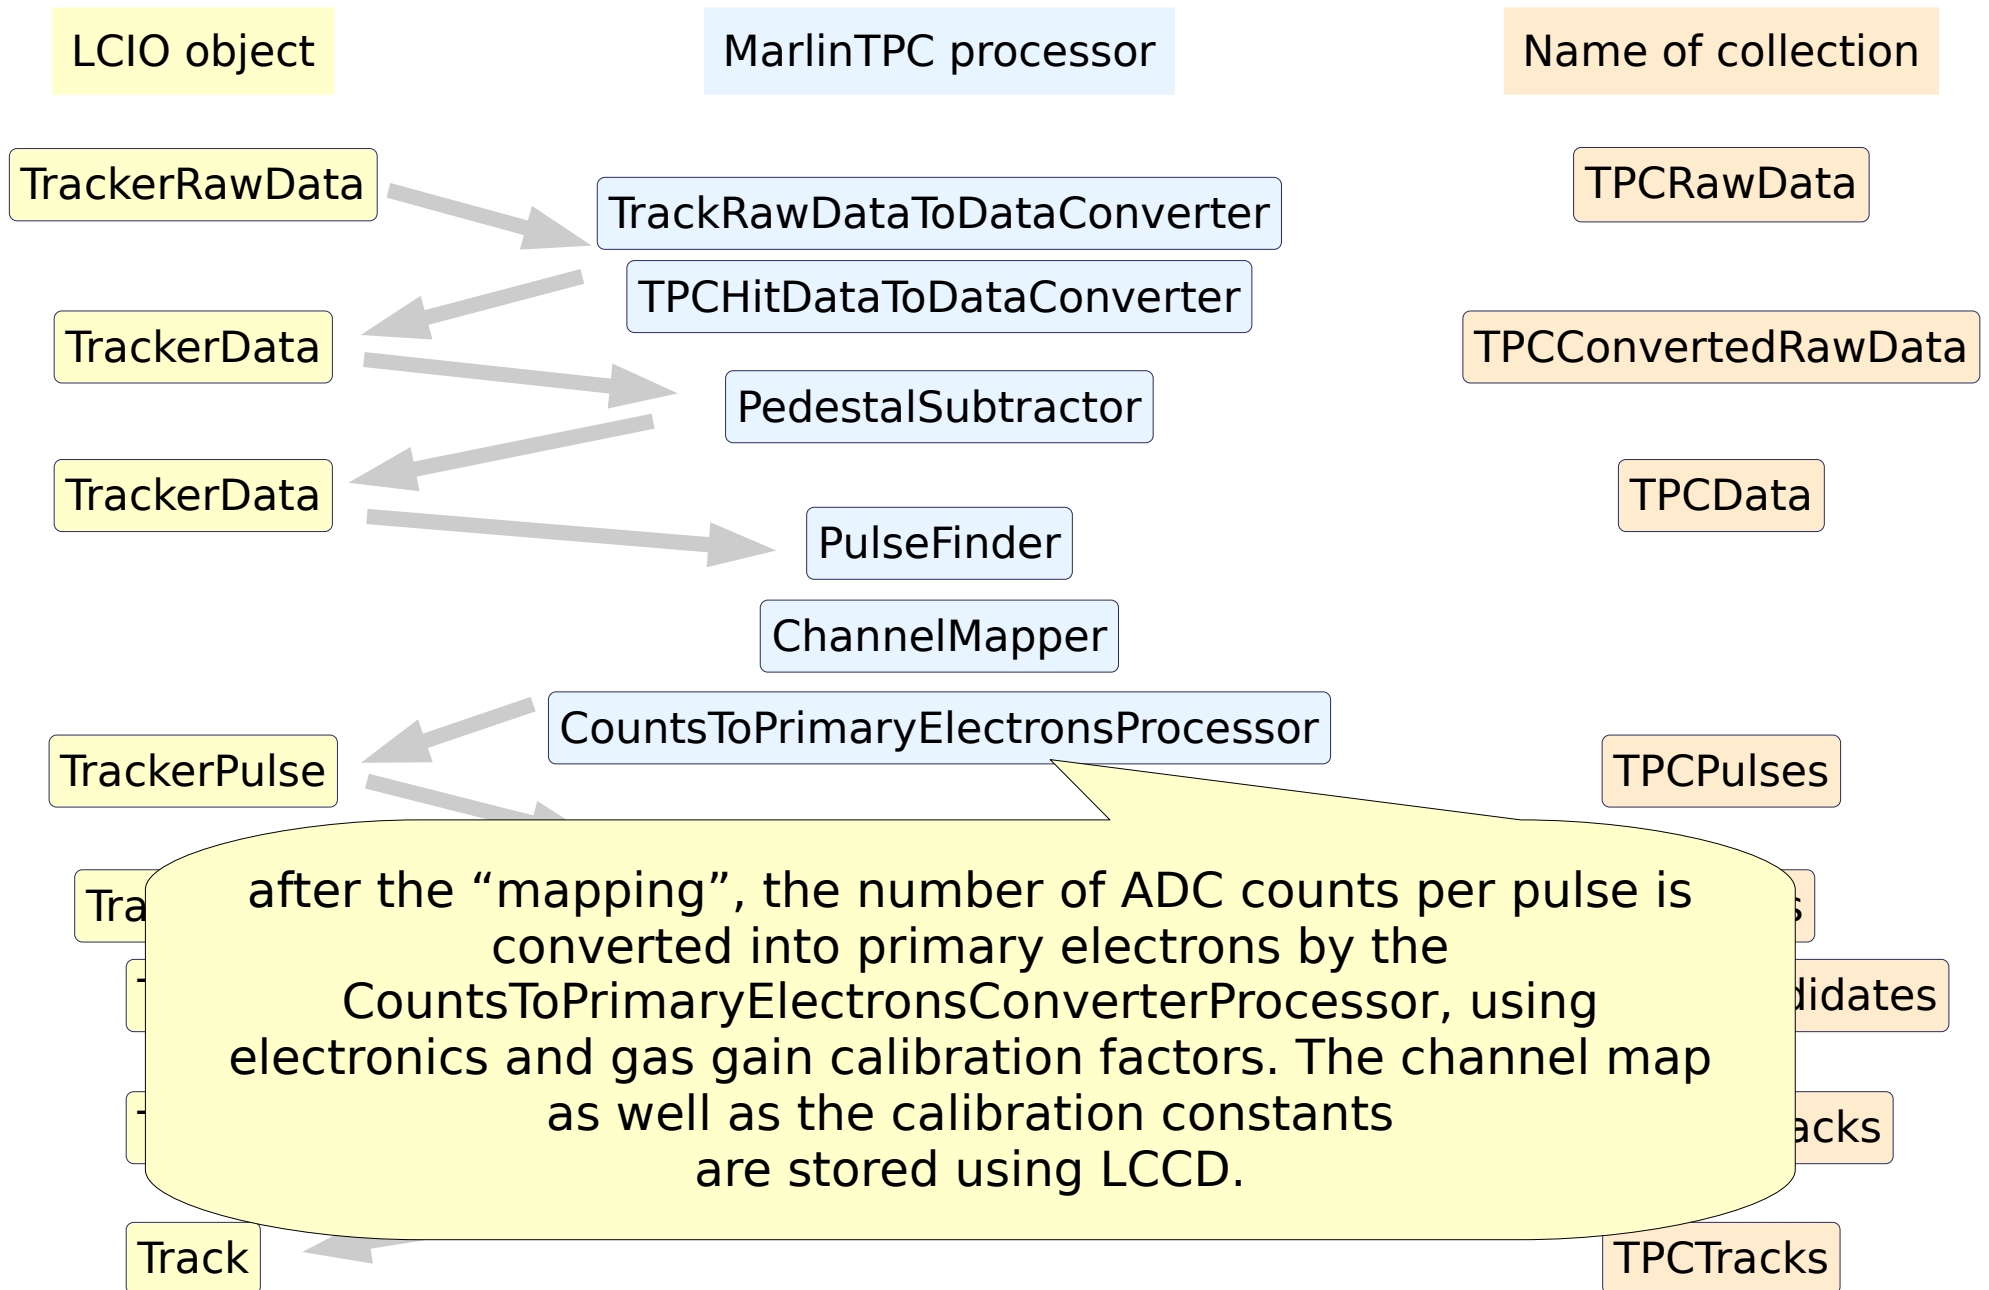 LCIO object
MarlinTPC processor
Name of collection
TrackerRawData
TPCRawData
TrackRawDataToDataConverter
TPCHitDataToDataConverter
TrackerData
TPCConvertedRawData
PedestalSubtractor
TrackerData
TPCData
PulseFinder
ChannelMapper
CountsToPrimaryElectronsProcessor
TrackerPulse
TPCPulses
after the “mapping”, the number of ADC counts per pulse is
converted into primary electrons by the
CountsToPrimaryElectronsConverterProcessor, using
electronics and gas gain calibration factors. The channel map
as well as the calibration constants
are stored using LCCD.
Track
TPCTracks